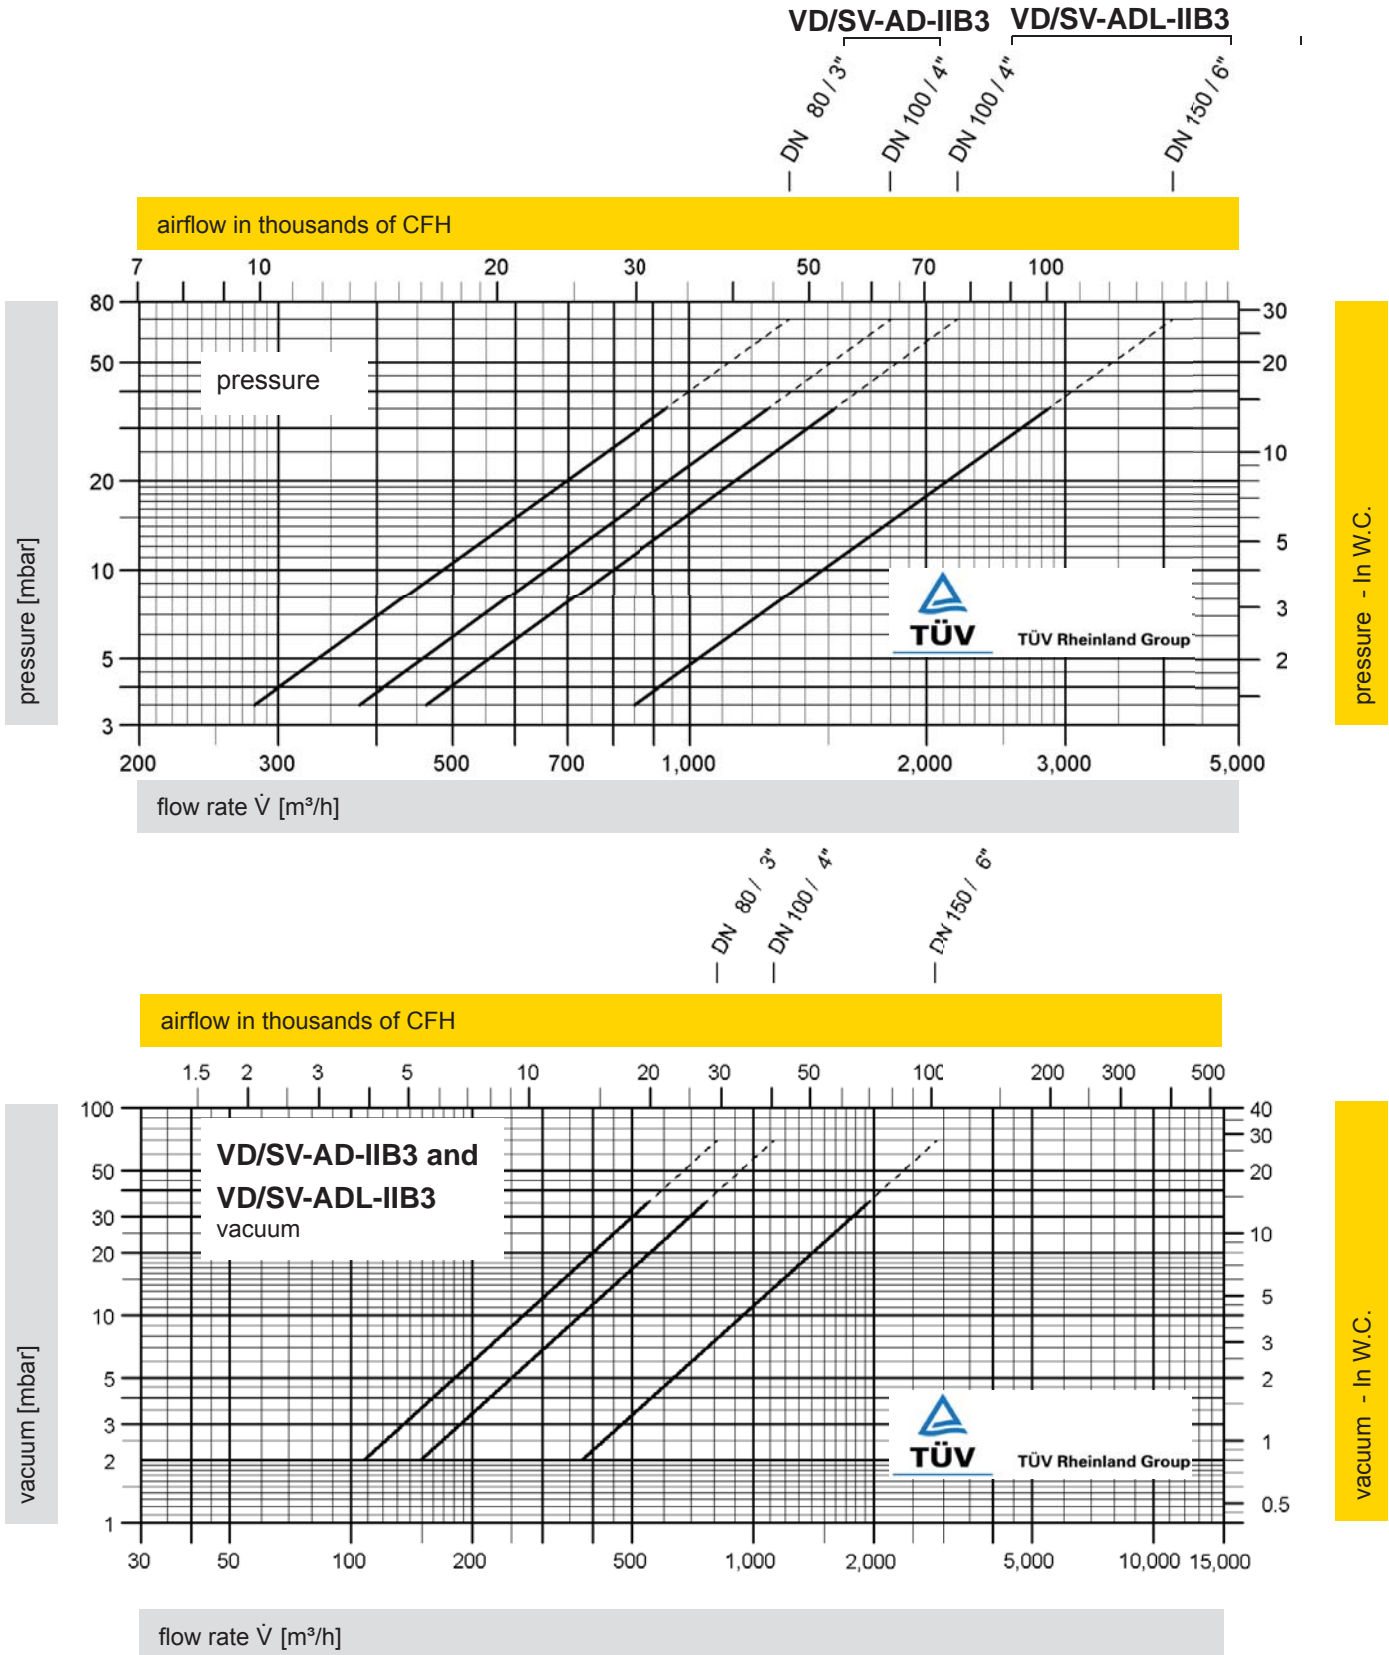 VD/SV-AD-IIB3 VD/SV-ADL-IIB3
DN 80 / 3"
DN 100 / 4"
DN 100 / 4"
DN 150 / 6"
airflow in thousands of CFH
7 10 20 30 50 70 100
80
50
20
10
5
3
30
20
10
5
3
2
pressure
pressure [mbar]
pressure - In W.C.
TÜV
TÜV Rheinland Group
200 300 500 700 1,000 2,000 3,000 5,000
flow rate V̇ [m³/h]
DN 80 / 3"
DN 100 / 4"
DN 150 / 6"
airflow in thousands of CFH
1.5 2 3 5 10 20 30 50 100 200 300 500
100
50
30
20
10
5
3
2
1
40
30
20
10
5
3
2
1
0.5
VD/SV-AD-IIB3 and
VD/SV-ADL-IIB3
vacuum
vacuum [mbar]
vacuum - In W.C.
TÜV
TÜV Rheinland Group
30 50 100 200 500 1,000 2,000 5,000 10,000 15,000
flow rate V̇ [m³/h]